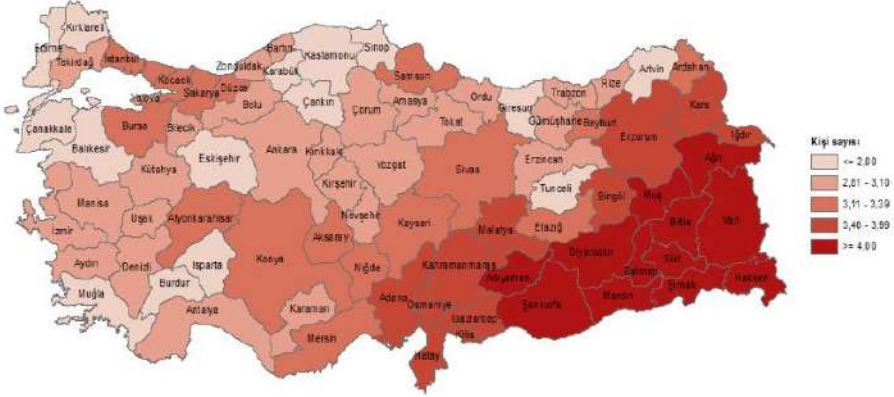 Kırklareli
Edirne
Tekirdağ
İstanbul
Kocaeli
Yalova
Sakarya
Düzce
Zonguldak
Bartın
Karabük
Kastamonu
Sinop
Samsun
Ordu
Giresun
Trabzon
Rize
Artvin
Ardahan
Çanakkale
Balıkesir
Bursa
Bilecik
Bolu
Çankırı
Çorum
Amasya
Tokat
Gümüşhane
Bayburt
Erzurum
Kars
Iğdır
Kütahya
Eskişehir
Ankara
Kırıkkale
Yozgat
Sivas
Erzincan
Tunceli
Bingöl
Muş
Ağrı
Manisa
Uşak
Afyonkarahisar
Kırşehir
Nevşehir
Kayseri
Malatya
Elazığ
Bitlis
Van
İzmir
Aydın
Denizli
Isparta
Burdur
Konya
Aksaray
Niğde
Kahramanmaraş
Adıyaman
Diyarbakır
Batman
Siirt
Şırnak
Hakkari
Muğla
Antalya
Karaman
Mersin
Adana
Osmaniye
Gaziantep
Kilis
Hatay
Şanlıurfa
Mardin
Kişi sayısı
<= 2,80
2,81 - 3,10
3,11 - 3,39
3,40 - 3,99
>= 4,00